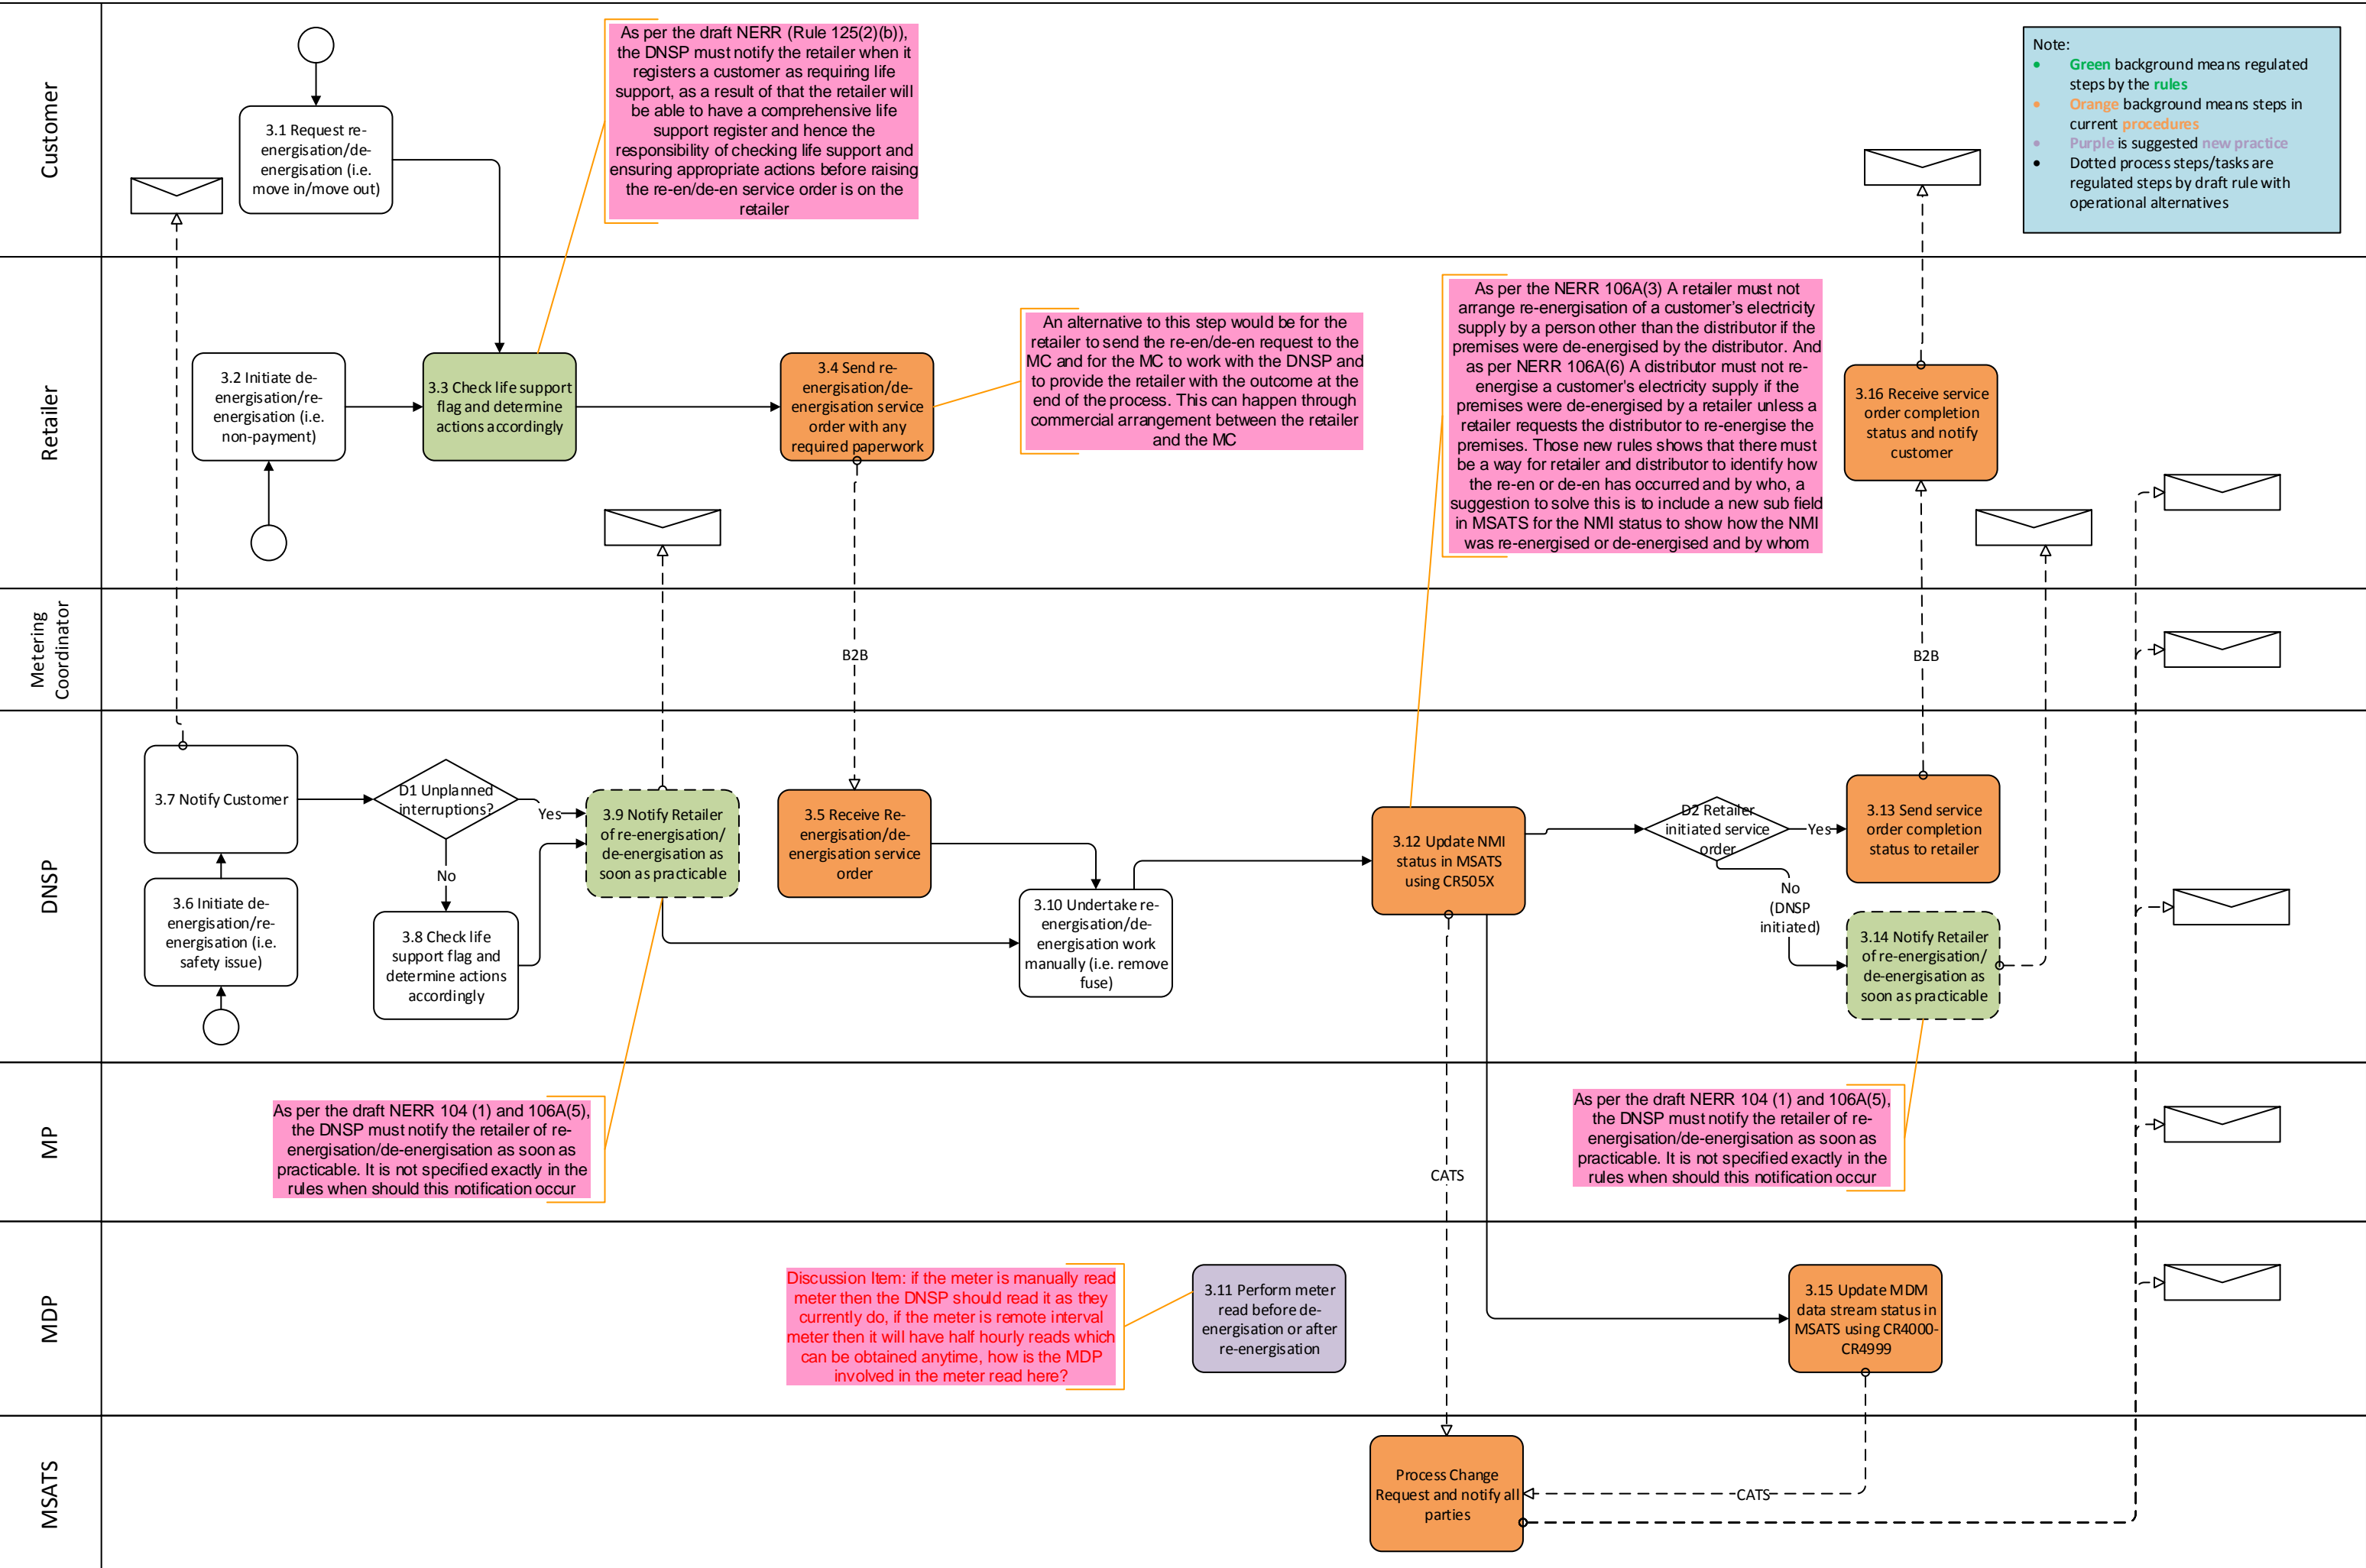 Customer
3.1 Request re-
energisation/de-
energisation (i.e.
move in/move out)
As per the draft NERR (Rule 125(2)(b)),
the DNSP must notify the retailer when it
registers a customer as requiring life
support, as a result of that the retailer will
be able to have a comprehensive life
support register and hence the
responsibility of checking life support and
ensuring appropriate actions before raising
the re-en/de-en service order is on the
retailer
Note:
• Green background means regulated
steps by the rules
• Orange background means steps in
current procedures
• Purple is suggested new practice
• Dotted process steps/tasks are
regulated steps by draft rule with
operational alternatives
Retailer
3.2 Initiate de-
energisation/re-
energisation (i.e.
non-payment)
3.3 Check life support
flag and determine
actions accordingly
3.4 Send re-
energisation/de-
energisation service
order with any
required paperwork
An alternative to this step would be for the
retailer to send the re-en/de-en request to the
MC and for the MC to work with the DNSP and
to provide the retailer with the outcome at the
end of the process. This can happen through
commercial arrangement between the retailer
and the MC
As per the NERR 106A(3) A retailer must not
arrange re-energisation of a customer's electricity
supply by a person other than the distributor if the
premises were de-energised by the distributor. And
as per NERR 106A(6) A distributor must not re-
energise a customer's electricity supply if the
premises were de-energised by a retailer unless a
retailer requests the distributor to re-energise the
premises. Those new rules shows that there must
be a way for retailer and distributor to identify how
the re-en or de-en has occurred and by who, a
suggestion to solve this is to include a new sub field
in MSATS for the NMI status to show how the NMI
was re-energised or de-energised and by whom
3.16 Receive service
order completion
status and notify
customer
Metering
Coordinator
B2B
B2B
DNSP
3.7 Notify Customer
D1 Unplanned
interruptions?
Yes
No
3.6 Initiate de-
energisation/re-
energisation (i.e.
safety issue)
3.8 Check life
support flag and
determine actions
accordingly
3.9 Notify Retailer
of re-energisation/
de-energisation as
soon as practicable
3.5 Receive Re-
energisation/de-
energisation service
order
3.10 Undertake re-
energisation/de-
energisation work
manually (i.e. remove
fuse)
3.12 Update NMI
status in MSATS
using CR505X
D2 Retailer
initiated service
order
Yes
No
(DNSP
initiated)
3.13 Send service
order completion
status to retailer
3.14 Notify Retailer
of re-energisation/
de-energisation as
soon as practicable
MP
As per the draft NERR 104 (1) and 106A(5),
the DNSP must notify the retailer of re-
energisation/de-energisation as soon as
practicable. It is not specified exactly in the
rules when should this notification occur
CATS
As per the draft NERR 104 (1) and 106A(5),
the DNSP must notify the retailer of re-
energisation/de-energisation as soon as
practicable. It is not specified exactly in the
rules when should this notification occur
MDP
Discussion Item: if the meter is manually read
meter then the DNSP should read it as they
currently do, if the meter is remote interval
meter then it will have half hourly reads which
can be obtained anytime, how is the MDP
involved in the meter read here?
3.11 Perform meter
read before de-
energisation or after
re-energisation
3.15 Update MDM
data stream status in
MSATS using CR4000-
CR4999
MSATS
Process Change
Request and notify all
parties
CATS